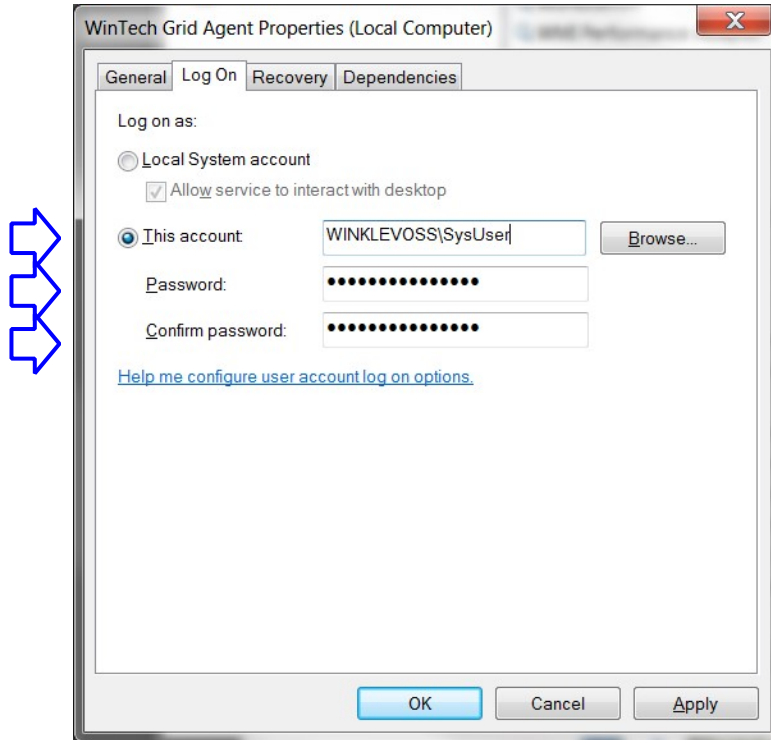 WinTech Grid Agent Properties (Local Computer)
General Log On Recovery Dependencies
Log on as:
Local System account
Allow service to interact with desktop
This account: WINKLEVOSS\SysUser Browse...
Password: •••••••••••••••
Confirm password: •••••••••••••••
Help me configure user account log on options.
OK Cancel Apply